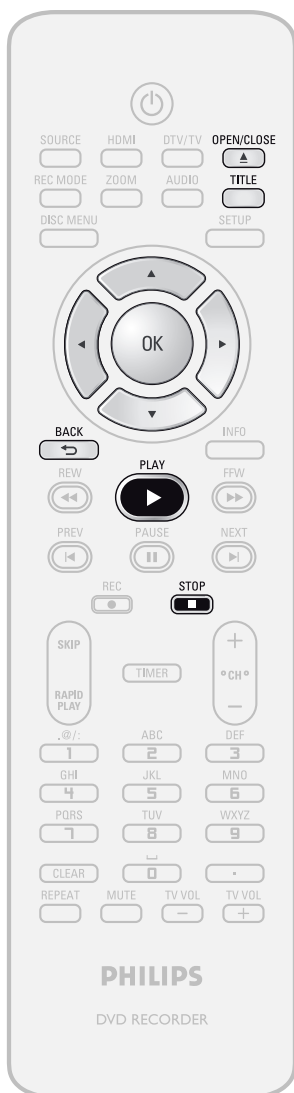 SOURCE HDMI DTV/TV OPEN/CLOSE
REC MODE ZOOM AUDIO TITLE
DISC MENU SETUP
OK
BACK INFO
REW PLAY FFW
PREV PAUSE NEXT
REC STOP
SKIP
RAPID
PLAY
TIMER
+
CH
−
.@/: ABC DEF
1 2 3
GHI JKL MNO
4 5 6
PQRS TUV WXYZ
7 8 9
CLEAR 0 .
REPEAT MUTE TV VOL TV VOL
− +
PHILIPS
DVD RECORDER